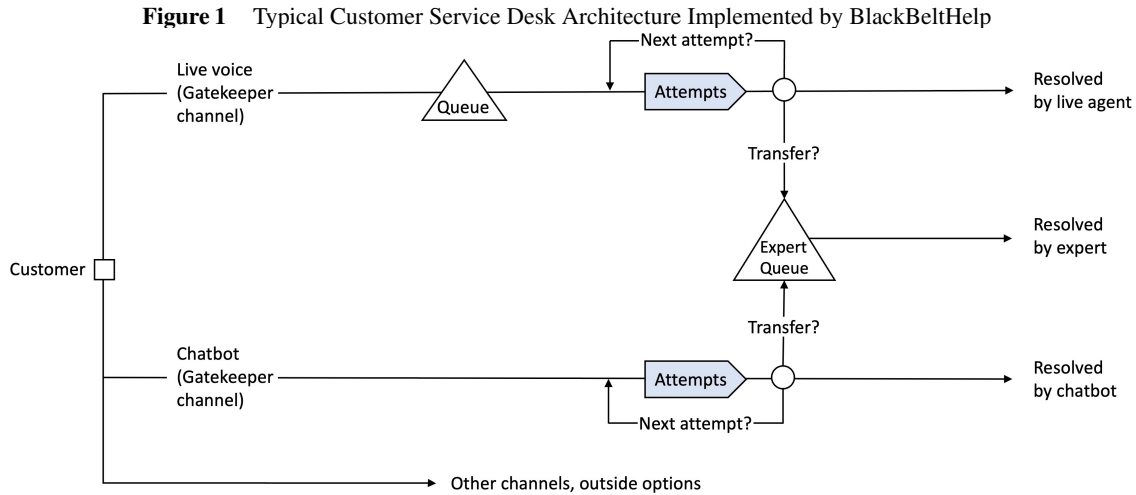 Figure 1 Typical Customer Service Desk Architecture Implemented by BlackBeltHelp
Next attempt?
Live voice
(Gatekeeper
channel)
Queue
Attempts
Resolved
by live agent
Transfer?
Expert
Queue
Resolved
by expert
Customer
Transfer?
Chatbot
(Gatekeeper
channel)
Attempts
Resolved
by chatbot
Next attempt?
Other channels, outside options